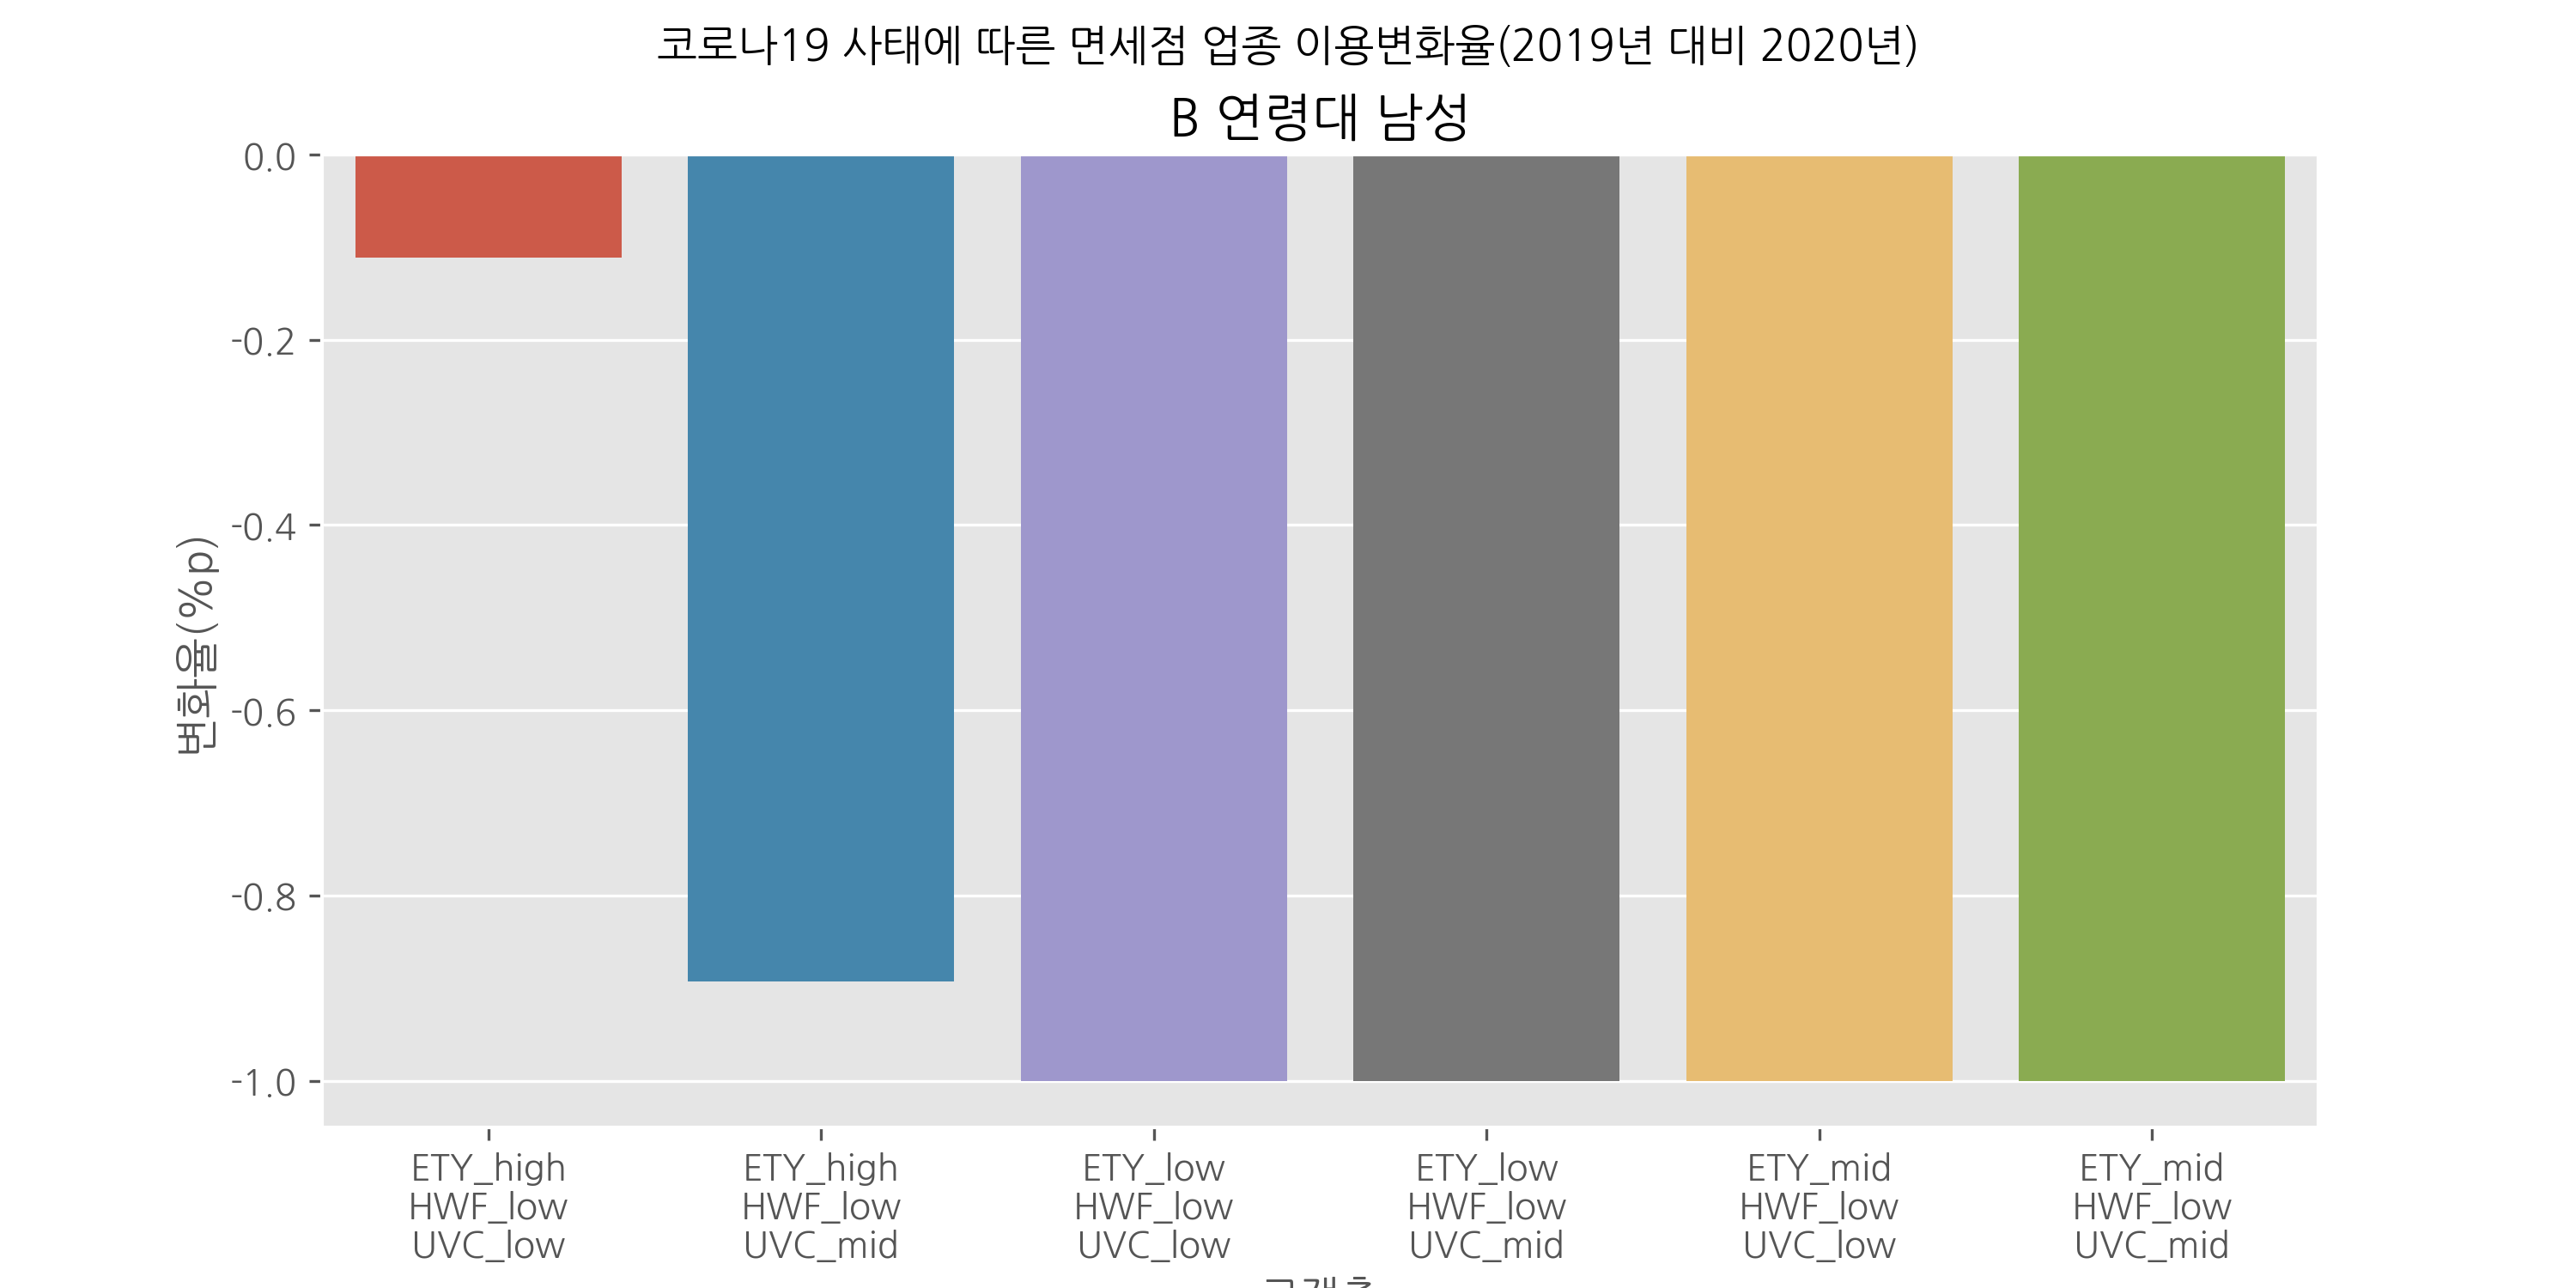 코로나19 사태에 따른 면세점 업종 이용변화율(2019년 대비 2020년)
B 연령대 남성
변화율(%p)
0.0
-0.2
-0.4
-0.6
-0.8
-1.0
ETY_high
HWF_low
UVC_low
ETY_high
HWF_low
UVC_mid
ETY_low
HWF_low
UVC_low
ETY_low
HWF_low
UVC_mid
ETY_mid
HWF_low
UVC_low
ETY_mid
HWF_low
UVC_mid